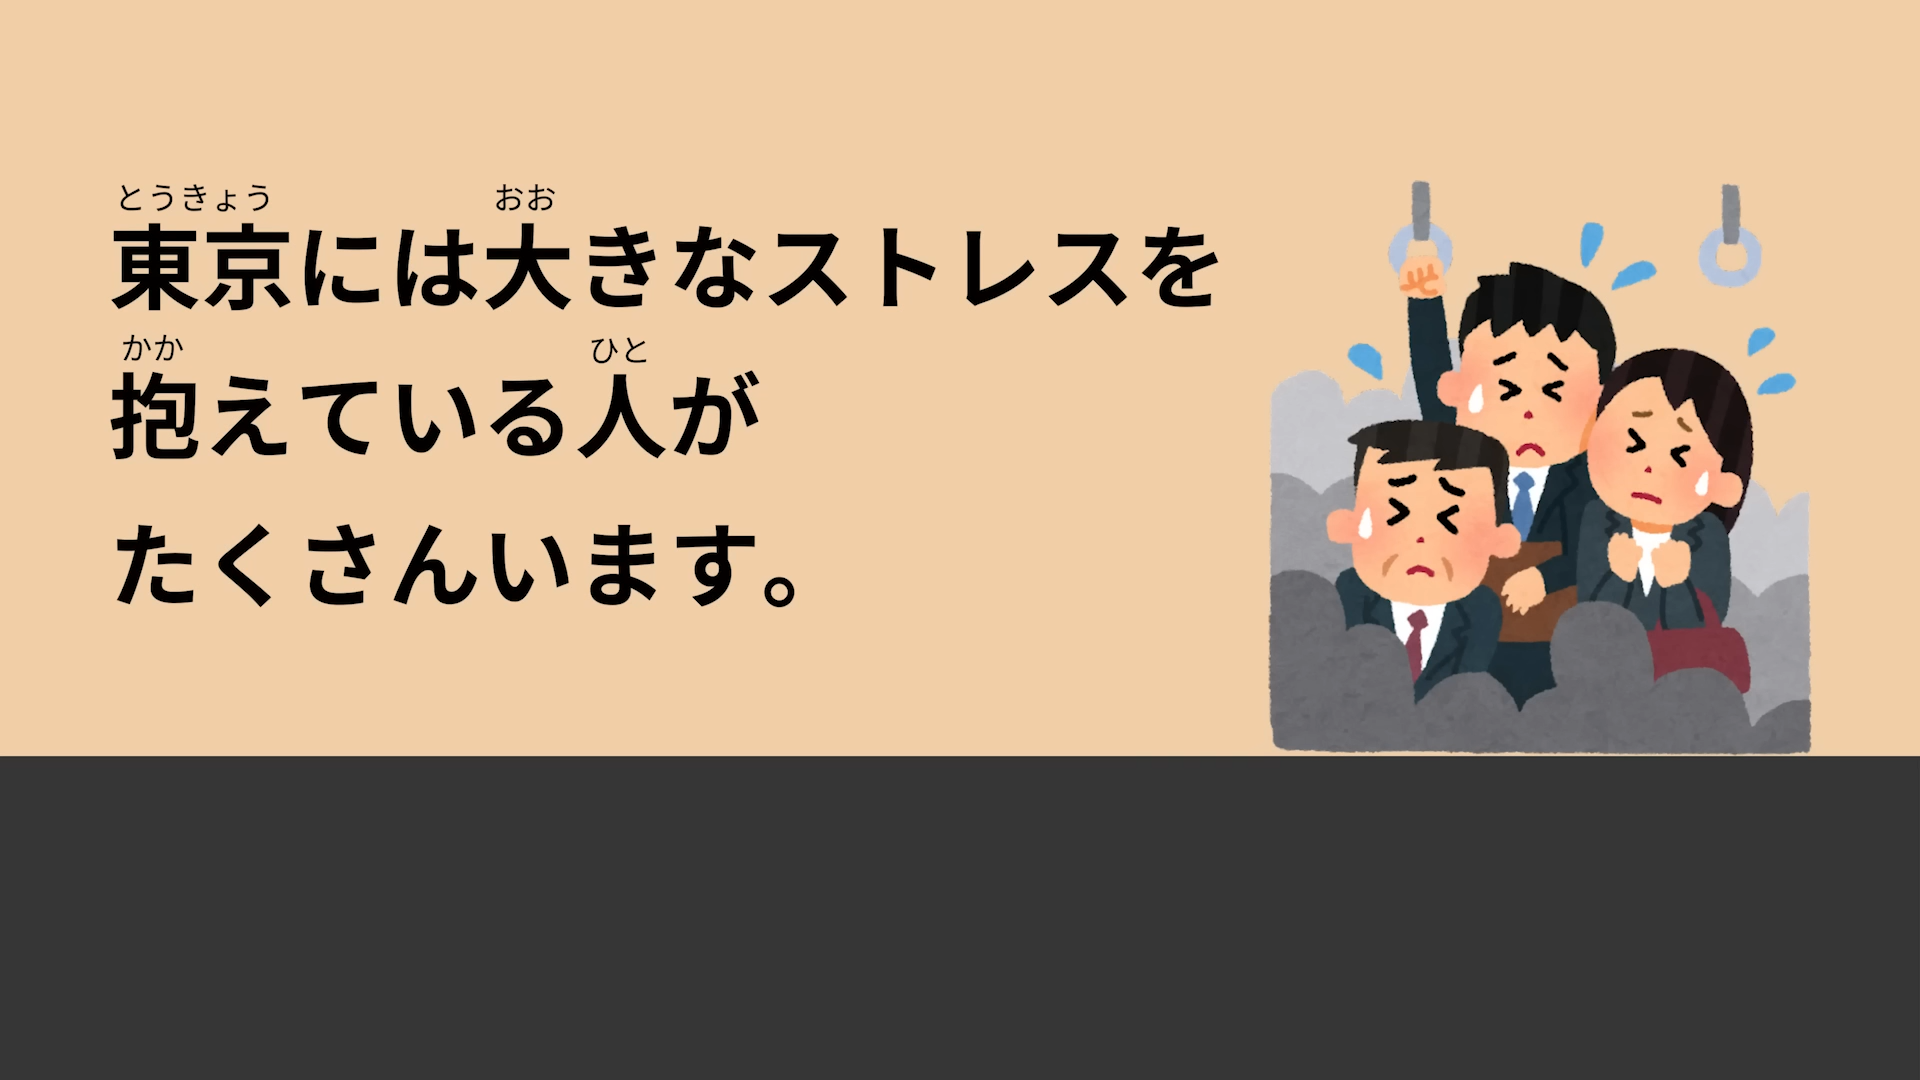 とうきょう おお
東京には大きなストレスを
かか ひと
抱えている人が
たくさんいます。